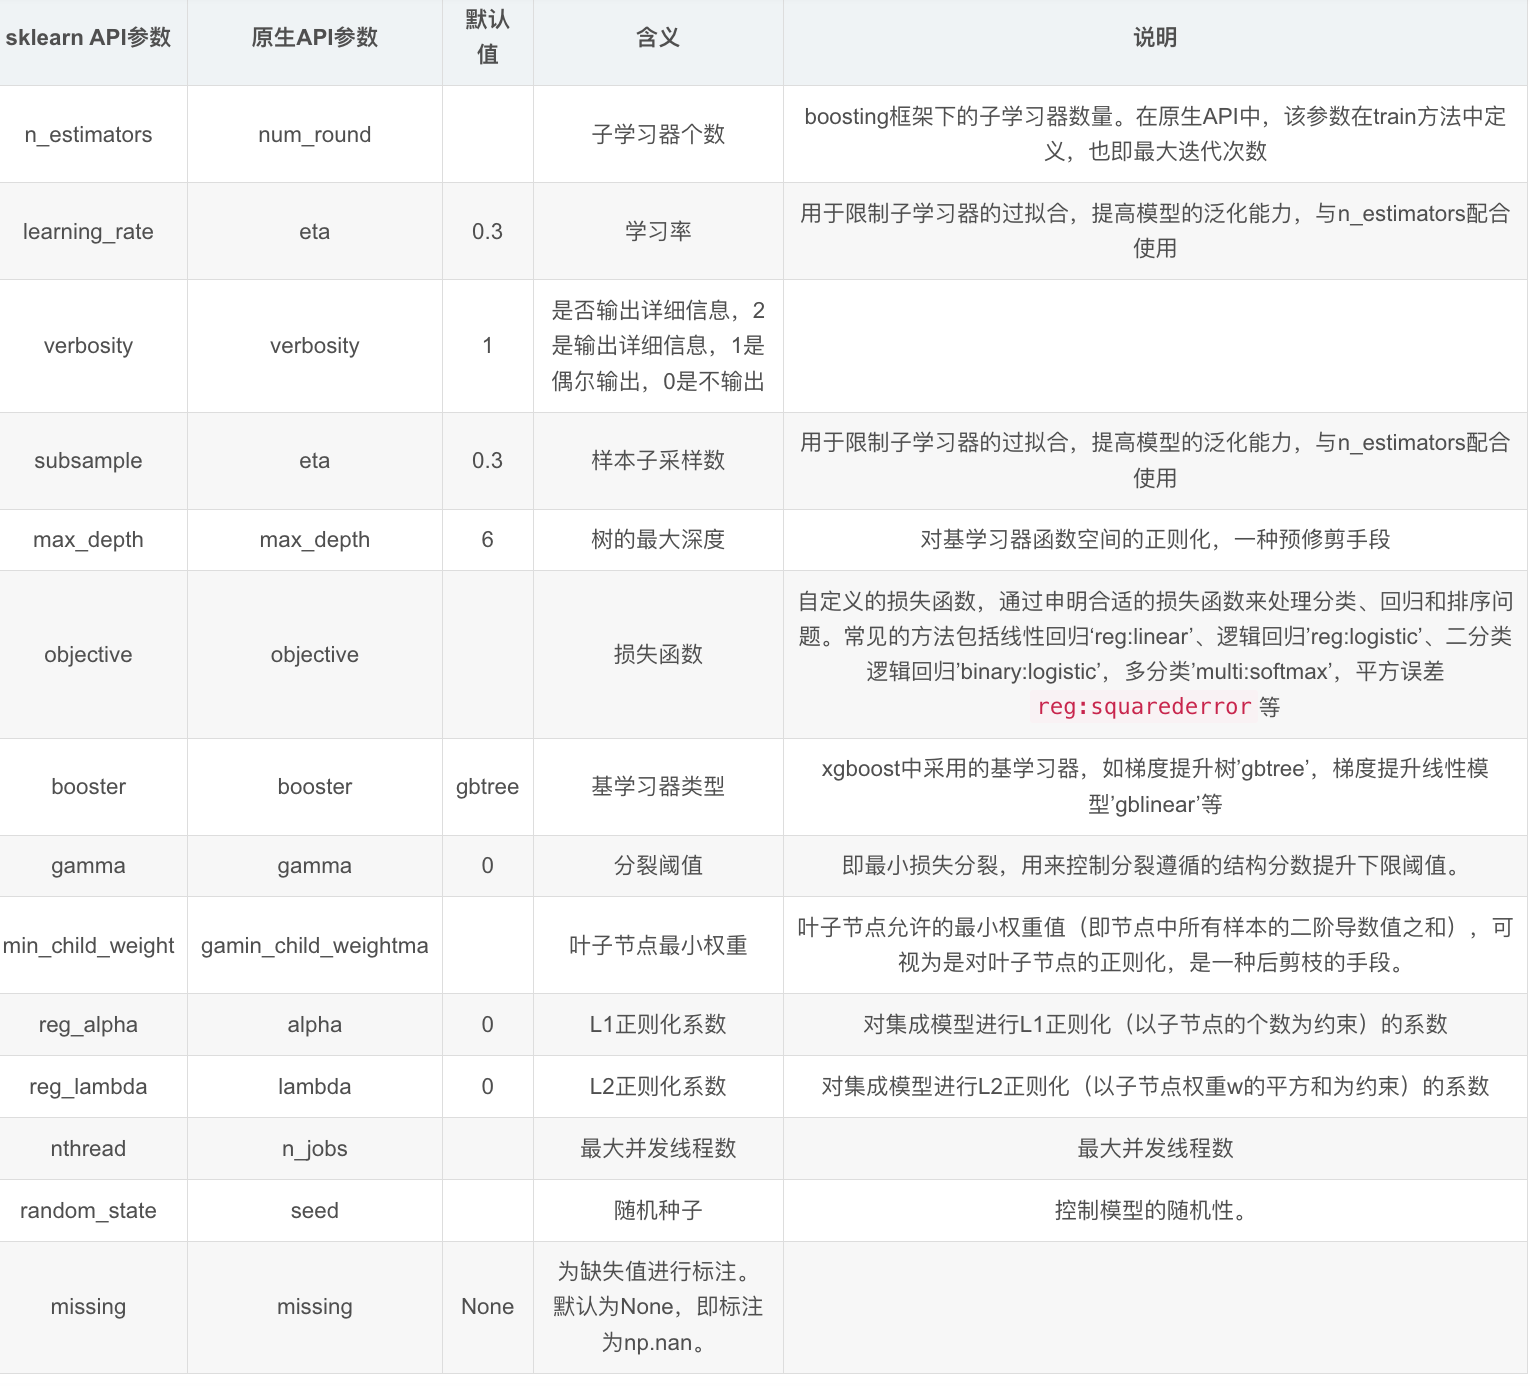 sklearn API参数
原生API参数
默认
值
含义
说明
n_estimators
num_round
子学习器个数
boosting框架下的子学习器数量。在原生API中，该参数在train方法中定
义，也即最大迭代次数
learning_rate
eta
0.3
学习率
用于限制子学习器的过拟合，提高模型的泛化能力，与n_estimators配合
使用
verbosity
verbosity
1
是否输出详细信息，2
是输出详细信息，1是
偶尔输出，0是不输出
subsample
eta
0.3
样本子采样数
用于限制子学习器的过拟合，提高模型的泛化能力，与n_estimators配合
使用
max_depth
max_depth
6
树的最大深度
对基学习器函数空间的正则化，一种预修剪手段
objective
objective
损失函数
自定义的损失函数，通过申明合适的损失函数来处理分类、回归和排序问
题。常见的方法包括线性回归‘reg:linear’、逻辑回归’reg:logistic’、二分类
逻辑回归’binary:logistic’，多分类’multi:softmax’，平方误差
reg:squarederror 等
booster
booster
gbtree
基学习器类型
xgboost中采用的基学习器，如梯度提升树’gbtree’，梯度提升线性模
型’gblinear’等
gamma
gamma
0
分裂阈值
即最小损失分裂，用来控制分裂遵循的结构分数提升下限阈值。
min_child_weight
gamin_child_weightma
叶子节点最小权重
叶子节点允许的最小权重值（即节点中所有样本的二阶导数值之和），可
视为是对叶子节点的正则化，是一种后剪枝的手段。
reg_alpha
alpha
0
L1正则化系数
对集成模型进行L1正则化（以子节点的个数为约束）的系数
reg_lambda
lambda
0
L2正则化系数
对集成模型进行L2正则化（以子节点权重w的平方和为约束）的系数
nthread
n_jobs
最大并发线程数
最大并发线程数
random_state
seed
随机种子
控制模型的随机性。
missing
missing
None
为缺失值进行标注。
默认为None，即标注
为np.nan。